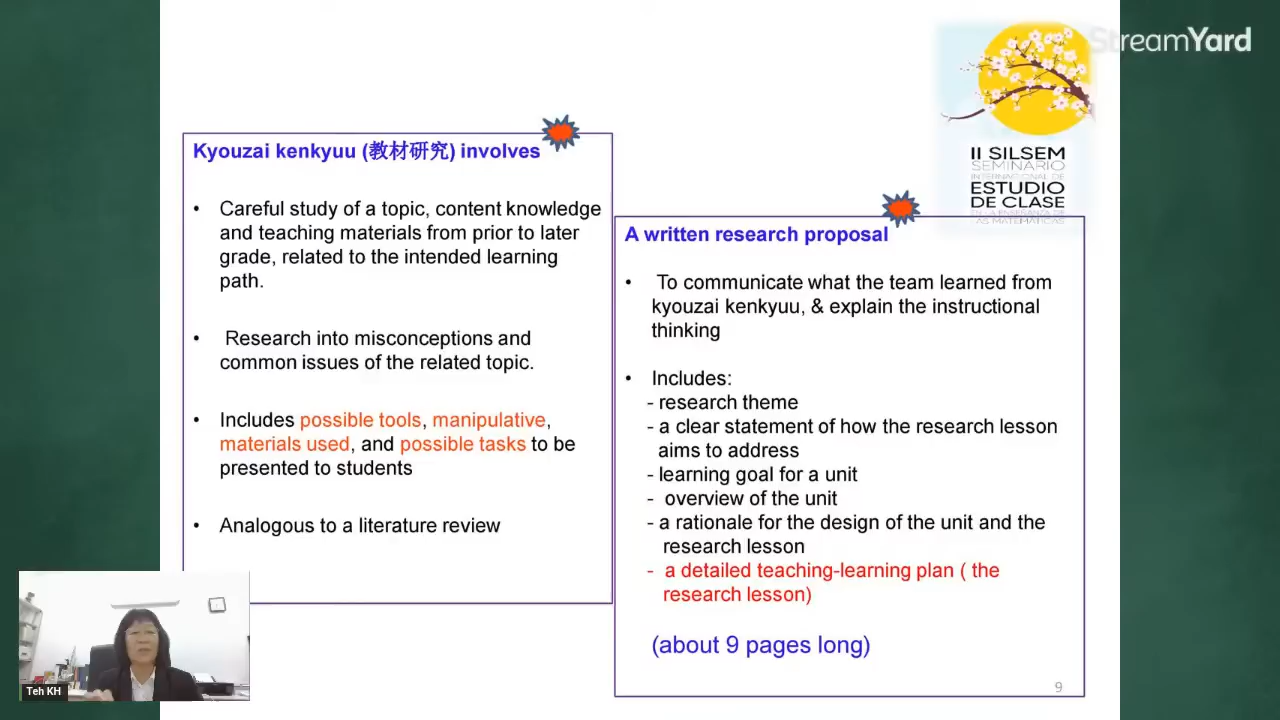 StreamYard
II SILSEM
SEMINARIO
INTERNACIONAL DE
ESTUDIO
DE CLASE
EN LA ENSEÑANZA DE
LAS MATEMÁTICAS
Kyouzai kenkyuu (教材研究) involves
• Careful study of a topic, content knowledge
and teaching materials from prior to later
grade, related to the intended learning
path.
• Research into misconceptions and
common issues of the related topic.
• Includes possible tools, manipulative,
materials used, and possible tasks to be
presented to students
• Analogous to a literature review
A written research proposal
• To communicate what the team learned from
kyouzai kenkyuu, & explain the instructional
thinking
• Includes:
- research theme
- a clear statement of how the research lesson
aims to address
- learning goal for a unit
- overview of the unit
- a rationale for the design of the unit and the
research lesson
- a detailed teaching-learning plan ( the
research lesson)
(about 9 pages long)
9
Teh KH